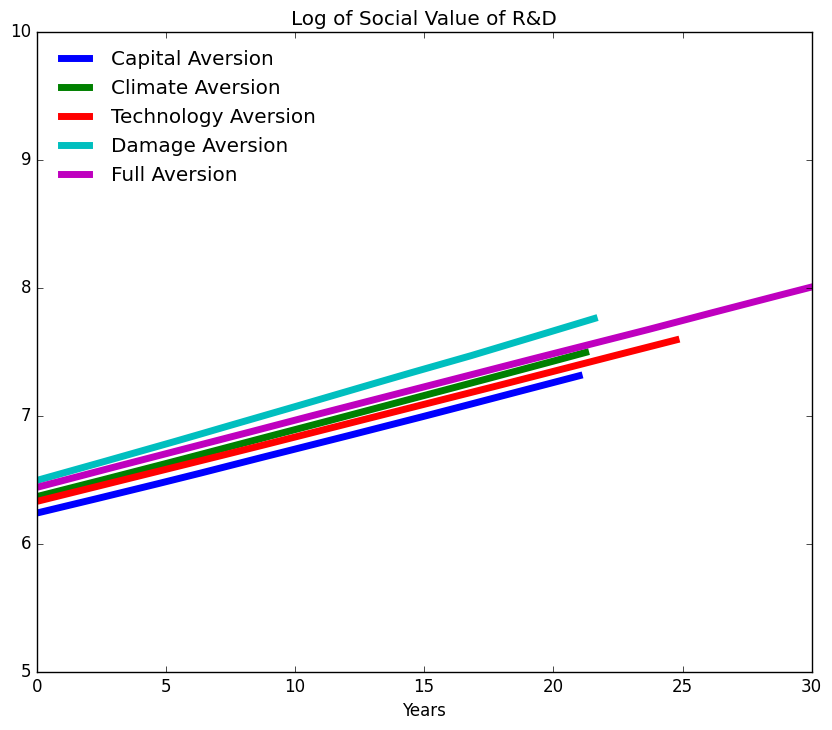 Log of Social Value of R&D
10
9
8
7
6
5
Capital Aversion
Climate Aversion
Technology Aversion
Damage Aversion
Full Aversion
0 5 10 15 20 25 30
Years